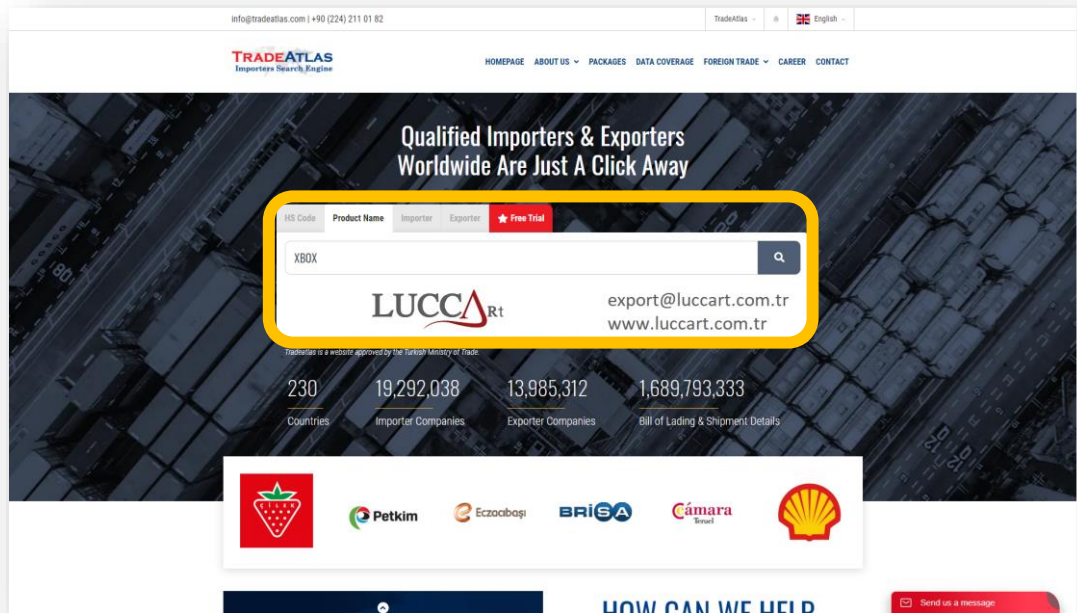 info@tradeatlas.com | +90 (224) 211 01 82
TradeAtlas
English
TRADEATLAS
Importers Search Engine
HOMEPAGE ABOUT US PACKAGES DATA COVERAGE FOREIGN TRADE CAREER CONTACT
Qualified Importers & Exporters
Worldwide Are Just A Click Away
HS Code Product Name Importer Exporter Free Trial
XBOX
LUCCARt
export@luccart.com.tr
www.luccart.com.tr
Tradeatlas is a website approved by the Turkish Ministry of Trade.
230 19,292,038 13,985,312 1,689,793,333
Countries Importer Companies Exporter Companies Bill of Lading & Shipment Details
ÇİLEK Petkim Eczacıbaşı BRiSA Cámara
Teruel
HOW CAN WE HELP
Send us a message